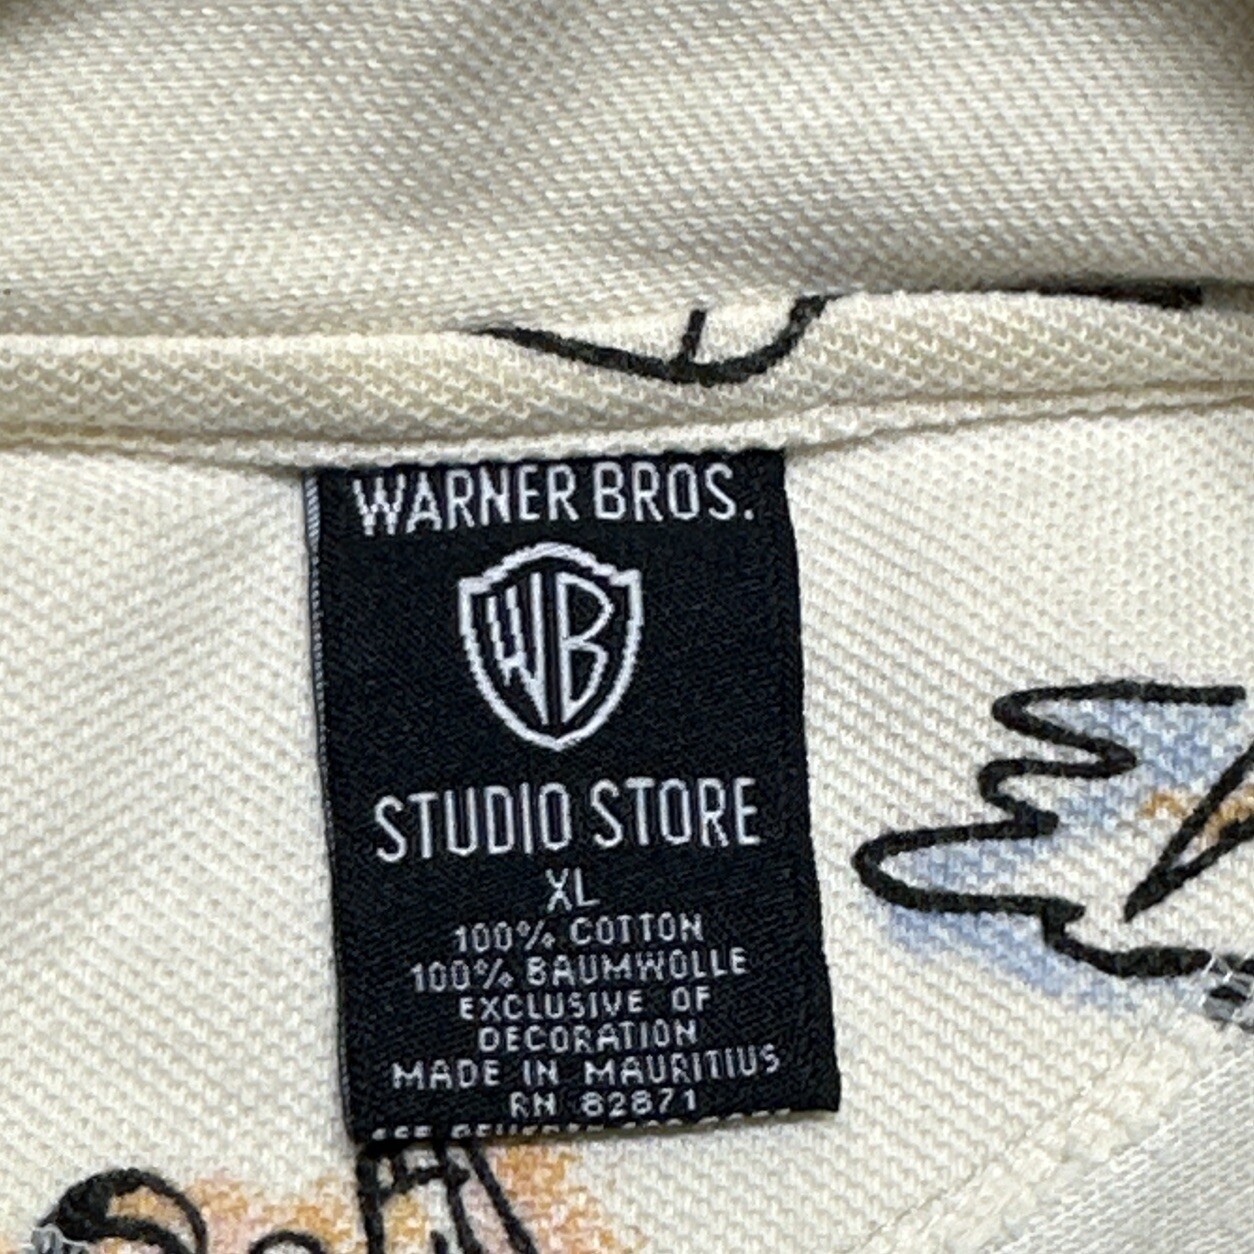 WARNER BROS.
WB
STUDIO STORE
XL
100% COTTON
100% BAUMWOLLE
EXCLUSIVE OF
DECORATION
MADE IN MAURITIUS
RN 82871